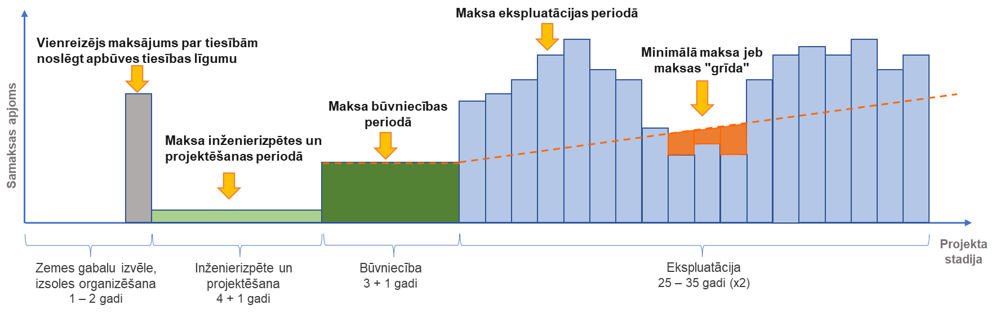 Maksa ekspluatācijas periodā
Vienreizējs maksājums par tiesībām
noslēgt apbūves tiesības līgumu
Minimālā maksa jeb
maksas "grīda"
Maksa būvniecības
periodā
Maksa inženierizpētes un
projektēšanas periodā
Samaksas apjoms
Projekta
stadija
Zemes gabalu izvēle,
izsoles organizēšana
1 – 2 gadi
Inženierizpēte un
projektēšana
4 + 1 gadi
Būvniecība
3 + 1 gadi
Ekspluatācija
25 – 35 gadi (x2)